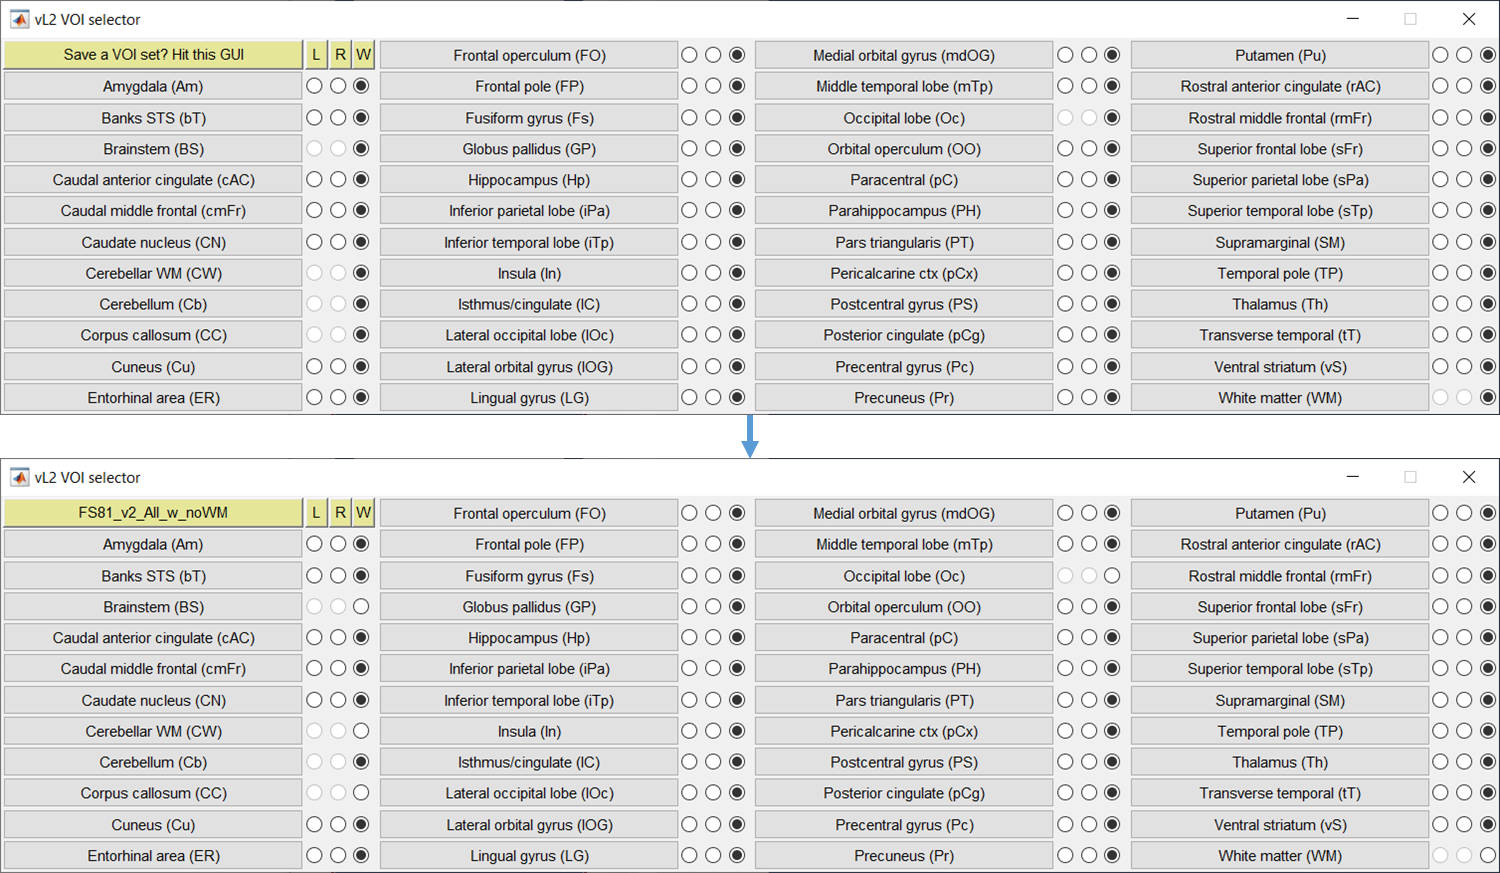 vL2 VOI selector
Save a VOI set? Hit this GUI L R W Frontal operculum (FO) Medial orbital gyrus (mdOG) Putamen (Pu)
Amygdala (Am) Frontal pole (FP) Middle temporal lobe (mTp) Rostral anterior cingulate (rAC)
Banks STS (bT) Fusiform gyrus (Fs) Occipital lobe (Oc) Rostral middle frontal (rmFr)
Brainstem (BS) Globus pallidus (GP) Orbital operculum (OO) Superior frontal lobe (sFr)
Caudal anterior cingulate (cAC) Hippocampus (Hp) Paracentral (pC) Superior parietal lobe (sPa)
Caudal middle frontal (cmFr) Inferior parietal lobe (iPa) Parahippocampus (PH) Superior temporal lobe (sTp)
Caudate nucleus (CN) Inferior temporal lobe (iTp) Pars triangularis (PT) Supramarginal (SM)
Cerebellar WM (CW) Insula (In) Pericalcarine ctx (pCx) Temporal pole (TP)
Cerebellum (Cb) Isthmus/cingulate (IC) Postcentral gyrus (PS) Thalamus (Th)
Corpus callosum (CC) Lateral occipital lobe (lOc) Posterior cingulate (pCg) Transverse temporal (tT)
Cuneus (Cu) Lateral orbital gyrus (lOG) Precentral gyrus (Pc) Ventral striatum (vS)
Entorhinal area (ER) Lingual gyrus (LG) Precuneus (Pr) White matter (WM)
vL2 VOI selector
FS81_v2_All_w_noWM L R W Frontal operculum (FO) Medial orbital gyrus (mdOG) Putamen (Pu)
Amygdala (Am) Frontal pole (FP) Middle temporal lobe (mTp) Rostral anterior cingulate (rAC)
Banks STS (bT) Fusiform gyrus (Fs) Occipital lobe (Oc) Rostral middle frontal (rmFr)
Brainstem (BS) Globus pallidus (GP) Orbital operculum (OO) Superior frontal lobe (sFr)
Caudal anterior cingulate (cAC) Hippocampus (Hp) Paracentral (pC) Superior parietal lobe (sPa)
Caudal middle frontal (cmFr) Inferior parietal lobe (iPa) Parahippocampus (PH) Superior temporal lobe (sTp)
Caudate nucleus (CN) Inferior temporal lobe (iTp) Pars triangularis (PT) Supramarginal (SM)
Cerebellar WM (CW) Insula (In) Pericalcarine ctx (pCx) Temporal pole (TP)
Cerebellum (Cb) Isthmus/cingulate (IC) Postcentral gyrus (PS) Thalamus (Th)
Corpus callosum (CC) Lateral occipital lobe (lOc) Posterior cingulate (pCg) Transverse temporal (tT)
Cuneus (Cu) Lateral orbital gyrus (lOG) Precentral gyrus (Pc) Ventral striatum (vS)
Entorhinal area (ER) Lingual gyrus (LG) Precuneus (Pr) White matter (WM)